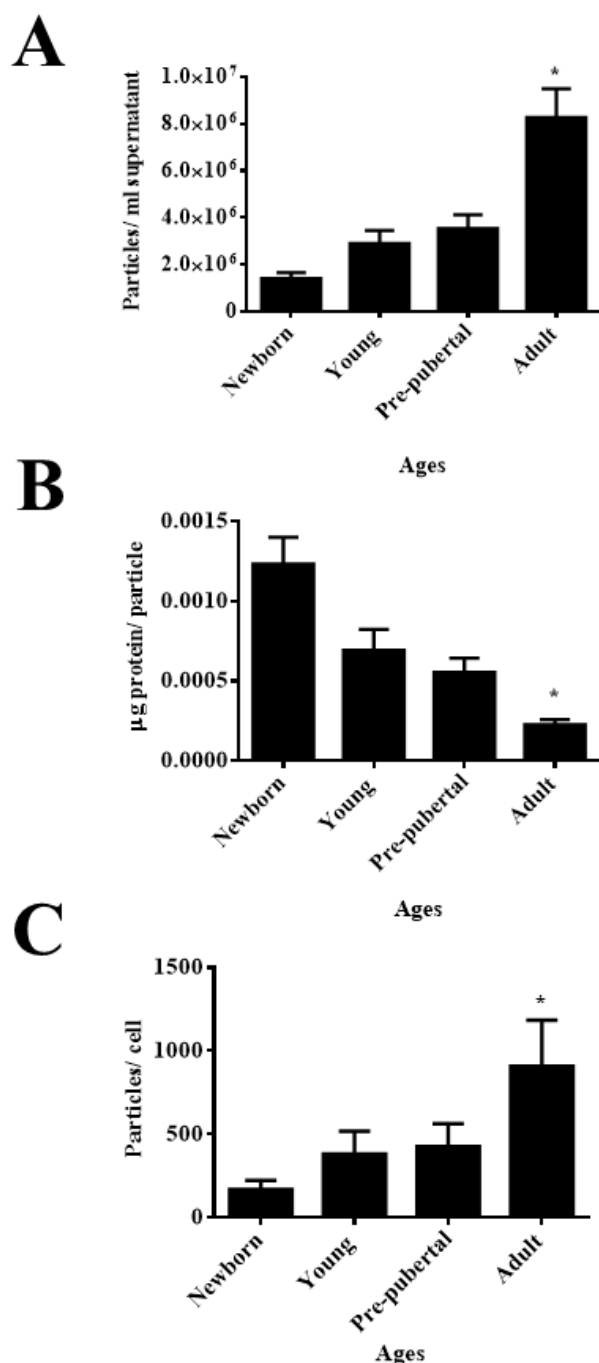 A
Particles/ ml supernatant
1.0×10⁷
8.0×10⁶
6.0×10⁶
4.0×10⁶
2.0×10⁶
0
*
Newborn
Young
Pre-pubertal
Adult
Ages
B
µg protein/ particle
0.0015
0.0010
0.0005
0.0000
*
Newborn
Young
Pre-pubertal
Adult
Ages
C
Particles/ cell
1500
1000
500
0
*
Newborn
Young
Pre-pubertal
Adult
Ages